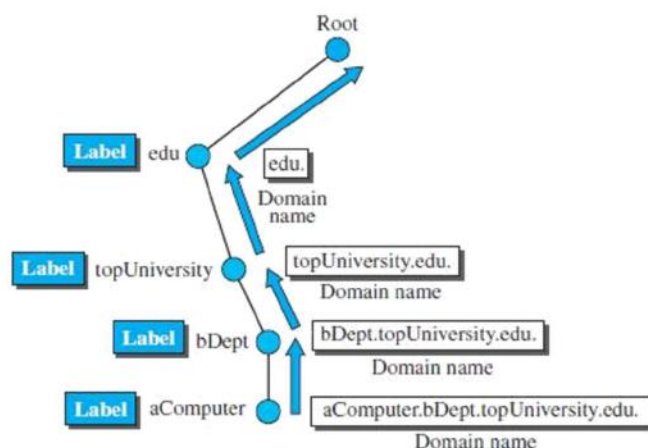 Root
Label edu
edu.
Domain
name
Label topUniversity
topUniversity.edu.
Domain name
Label bDept
bDept.topUniversity.edu.
Domain name
Label aComputer
aComputer.bDept.topUniversity.edu.
Domain name